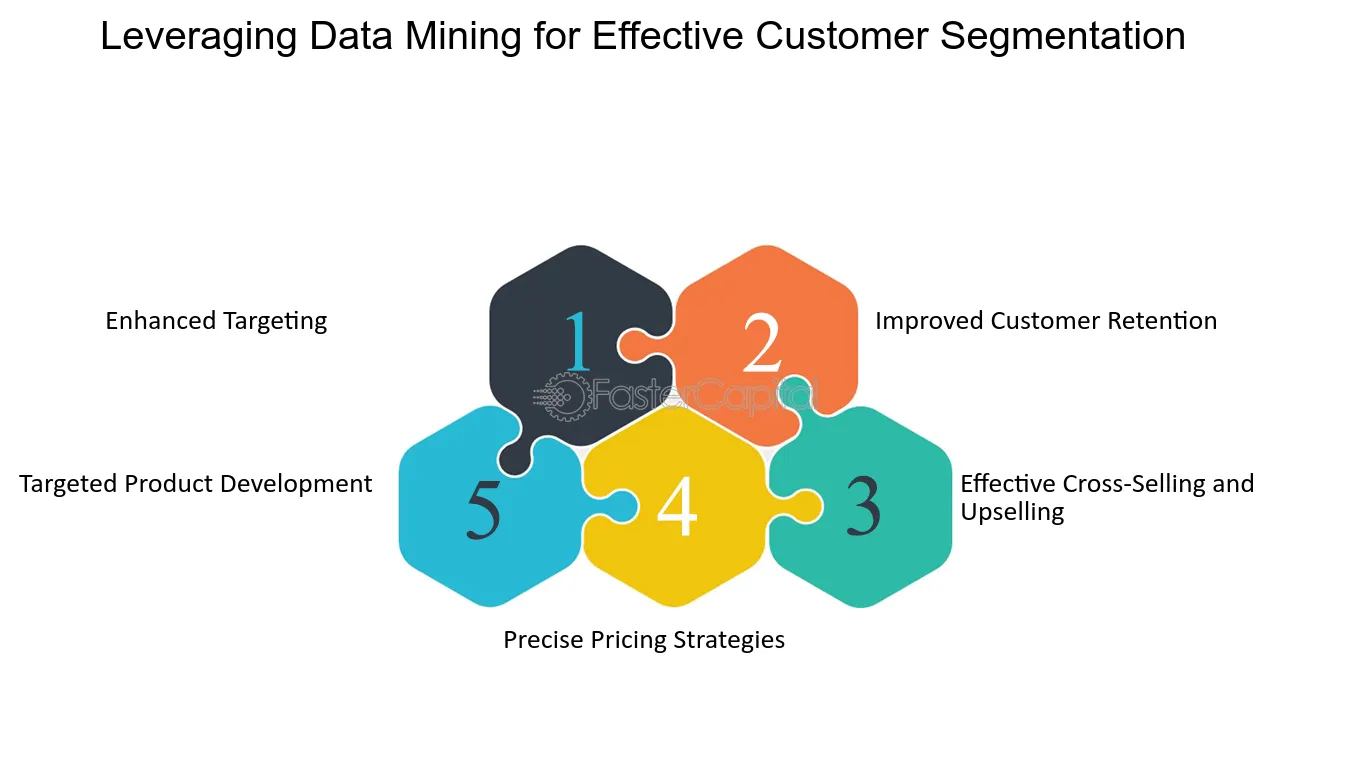 Leveraging Data Mining for Effective Customer Segmentation
Enhanced Targeting
1
2
Improved Customer Retention
FasterCapital
Targeted Product Development
5
4
3
Effective Cross-Selling and
Upselling
Precise Pricing Strategies